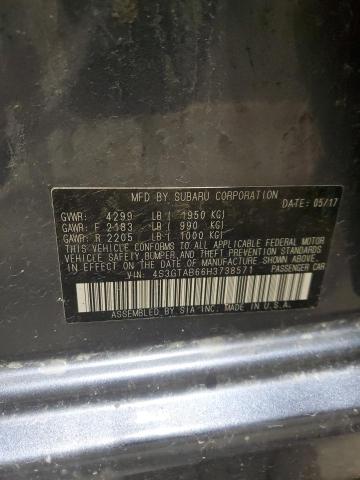 MFD. BY SUBARU CORPORATION DATE: 05/17
GVWR: 4299 LB ( 1950 KG)
GAWR: F 2183 LB ( 990 KG)
GAWR: R 2205 LB ( 1000 KG)
THIS VEHICLE CONFORMS TO ALL APPLICABLE FEDERAL MOTOR
VEHICLE SAFETY, BUMPER, AND THEFT PREVENTION STANDARDS
IN EFFECT ON THE DATE OF MANUFACTURE SHOWN ABOVE.
VIN: 4S3GTAB66H3738571 PASSENGER CAR
ASSEMBLED BY SIA INC. MADE IN U.S.A.